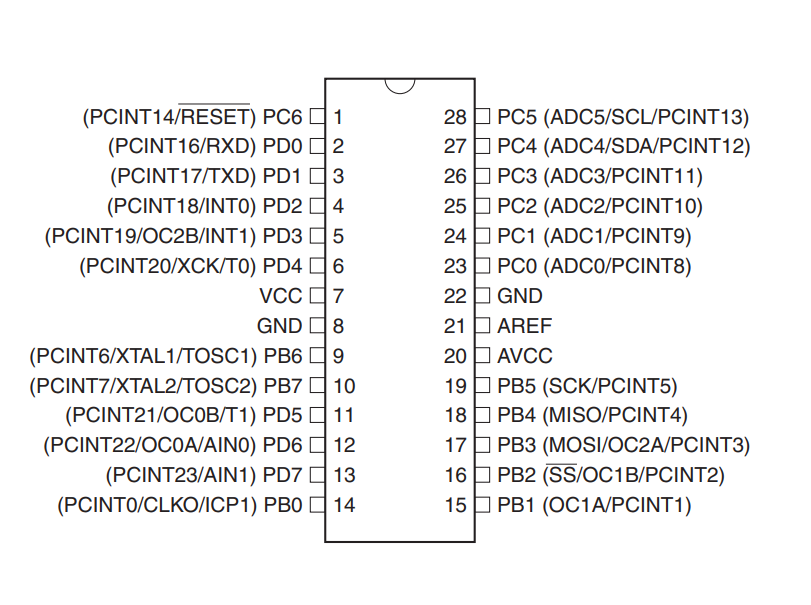 (PCINT14/RESET) PC6 1 28 PC5 (ADC5/SCL/PCINT13)
(PCINT16/RXD) PD0 2 27 PC4 (ADC4/SDA/PCINT12)
(PCINT17/TXD) PD1 3 26 PC3 (ADC3/PCINT11)
(PCINT18/INT0) PD2 4 25 PC2 (ADC2/PCINT10)
(PCINT19/OC2B/INT1) PD3 5 24 PC1 (ADC1/PCINT9)
(PCINT20/XCK/T0) PD4 6 23 PC0 (ADC0/PCINT8)
VCC 7 22 GND
GND 8 21 AREF
(PCINT6/XTAL1/TOSC1) PB6 9 20 AVCC
(PCINT7/XTAL2/TOSC2) PB7 10 19 PB5 (SCK/PCINT5)
(PCINT21/OC0B/T1) PD5 11 18 PB4 (MISO/PCINT4)
(PCINT22/OC0A/AIN0) PD6 12 17 PB3 (MOSI/OC2A/PCINT3)
(PCINT23/AIN1) PD7 13 16 PB2 (SS/OC1B/PCINT2)
(PCINT0/CLKO/ICP1) PB0 14 15 PB1 (OC1A/PCINT1)